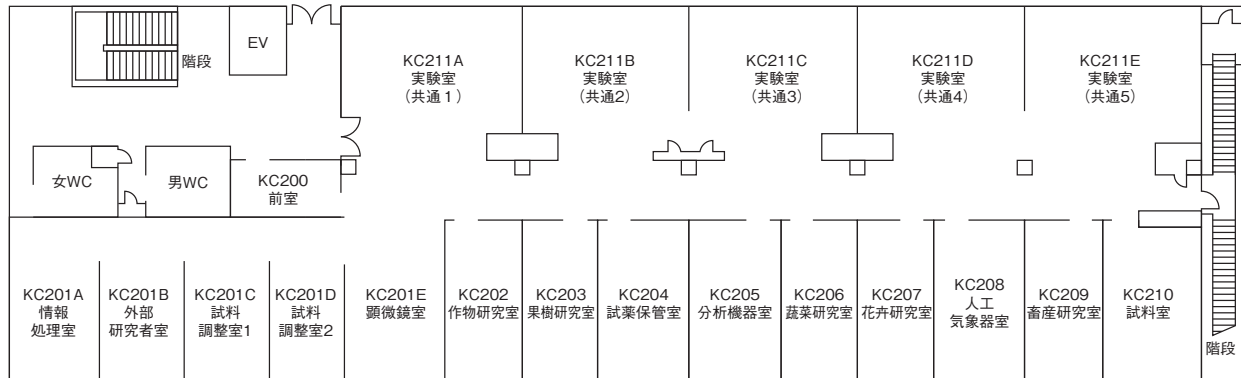 階段
EV
KC211A
実験室
（共通１）
KC211B
実験室
（共通2）
KC211C
実験室
（共通3）
KC211D
実験室
（共通4）
KC211E
実験室
（共通5）
女WC
男WC
KC200
前室
KC201A
情報
処理室
KC201B
外部
研究者室
KC201C
試料
調整室1
KC201D
試料
調整室2
KC201E
顕微鏡室
KC202
作物研究室
KC203
果樹研究室
KC204
試薬保管室
KC205
分析機器室
KC206
蔬菜研究室
KC207
花卉研究室
KC208
人工
気象器室
KC209
畜産研究室
KC210
試料室
階段